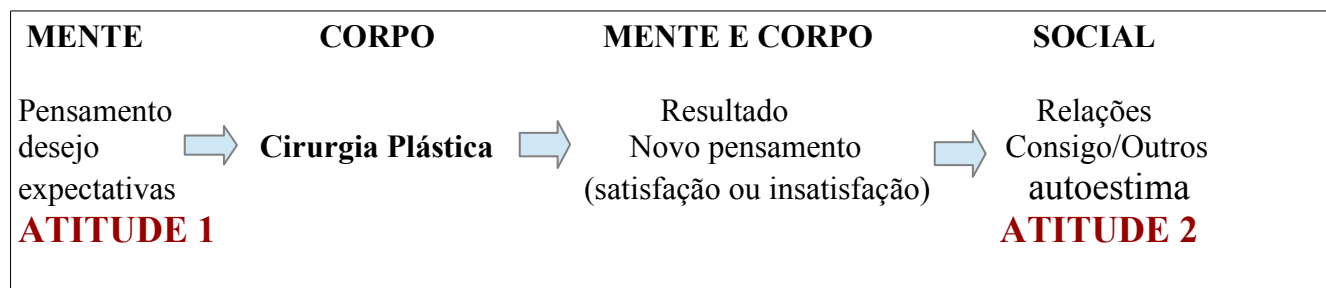 MENTE CORPO MENTE E CORPO SOCIAL
Pensamento Resultado Relações
desejo Cirurgia Plástica Novo pensamento Consigo/Outros
expectativas (satisfação ou insatisfação) autoestima
ATITUDE 1 ATITUDE 2